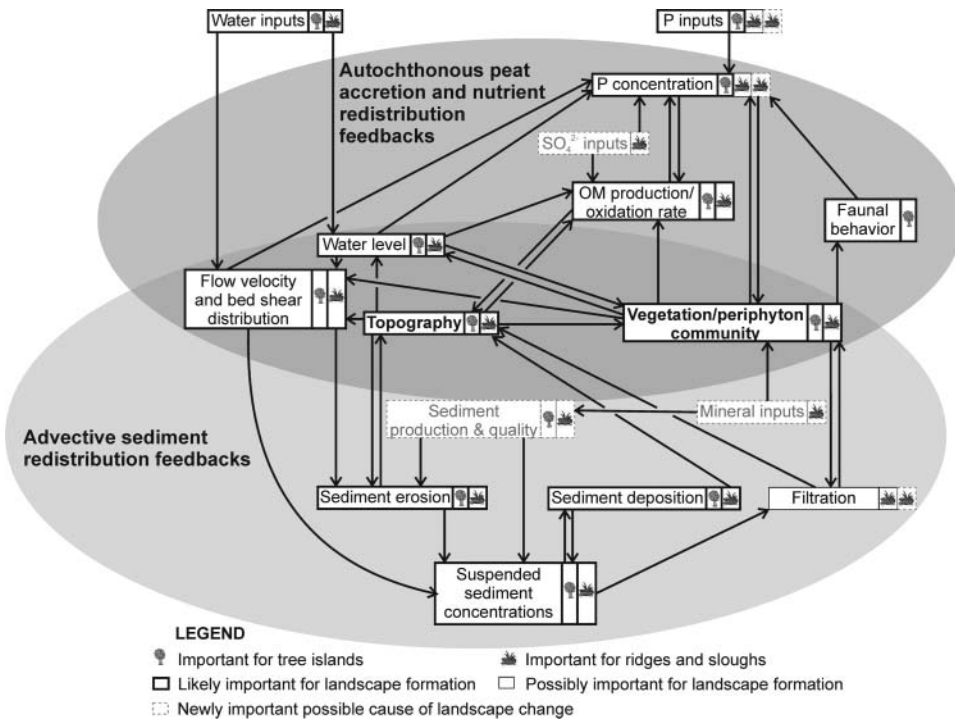 Water inputs
P inputs
Autochthonous peat
accretion and nutrient
redistribution
feedbacks
P concentration
SO₄²⁻ inputs
OM production/
oxidation rate
Faunal
behavior
Water level
Flow velocity
and bed shear
distribution
Topography
Vegetation/periphyton
community
Sediment
production & quality
Mineral inputs
Advective sediment
redistribution feedbacks
Sediment erosion
Sediment deposition
Filtration
Suspended
sediment
concentrations
LEGEND
Important for tree islands
Important for ridges and sloughs
Likely important for landscape formation
Possibly important for landscape formation
Newly important possible cause of landscape change